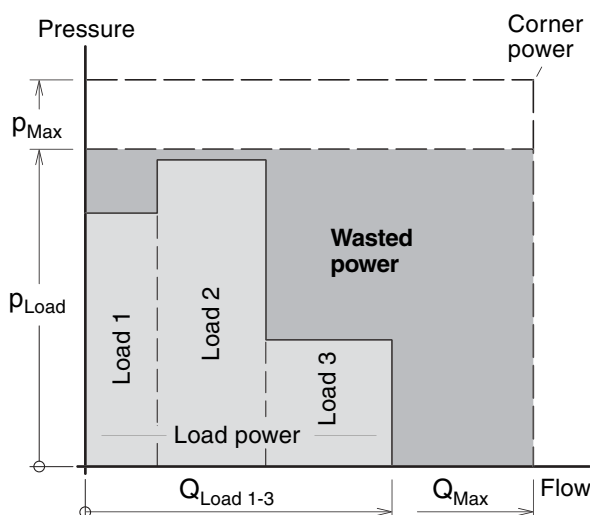 Pressure
Corner
power
pMax
Wasted
power
pLoad
Load 1
Load 2
Load 3
Load power
QLoad 1-3
QMax
Flow